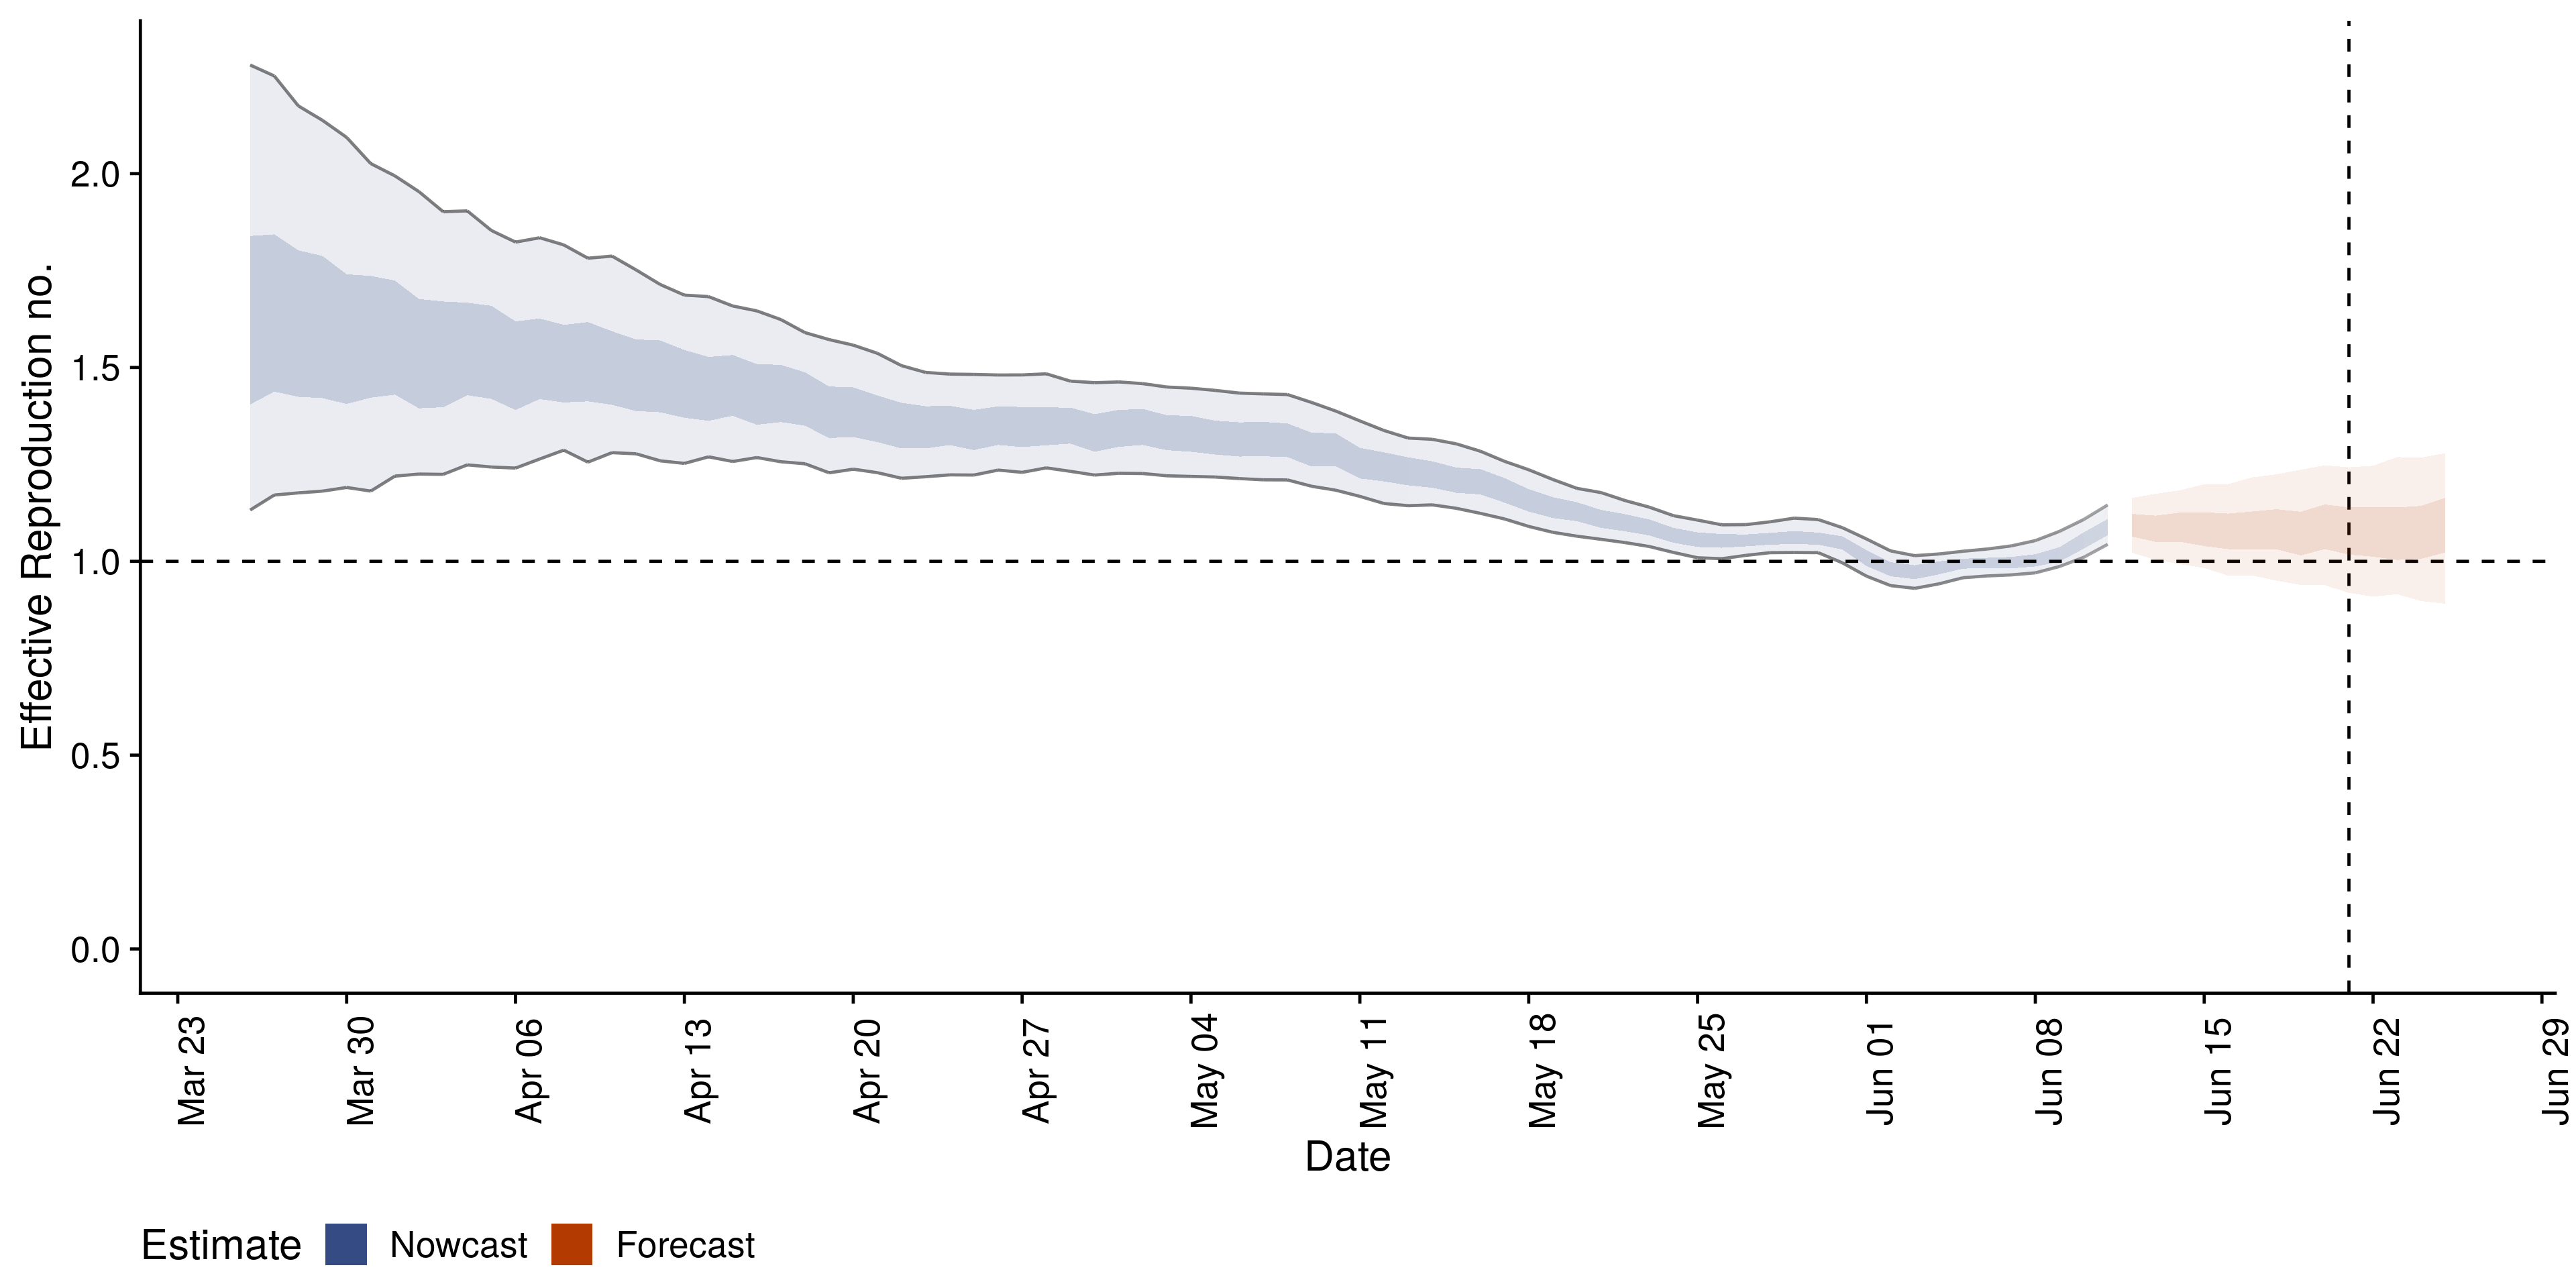 Effective Reproduction no.
2.0
1.5
1.0
0.5
0.0
Mar 23
Mar 30
Apr 06
Apr 13
Apr 20
Apr 27
May 04
May 11
May 18
May 25
Jun 01
Jun 08
Jun 15
Jun 22
Jun 29
Date
Estimate Nowcast Forecast